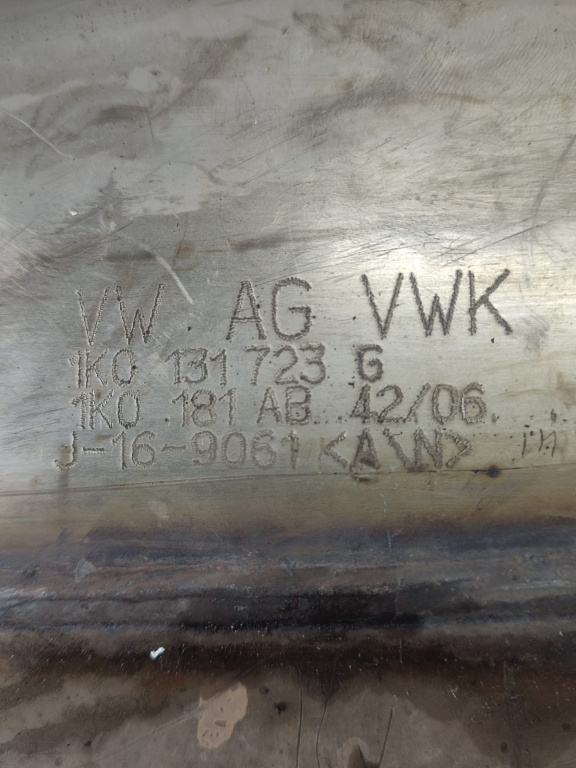 VW AG VWK
1K0 131 723 G
1K0 181 AB 42/06
J-16-9061 <A\N>